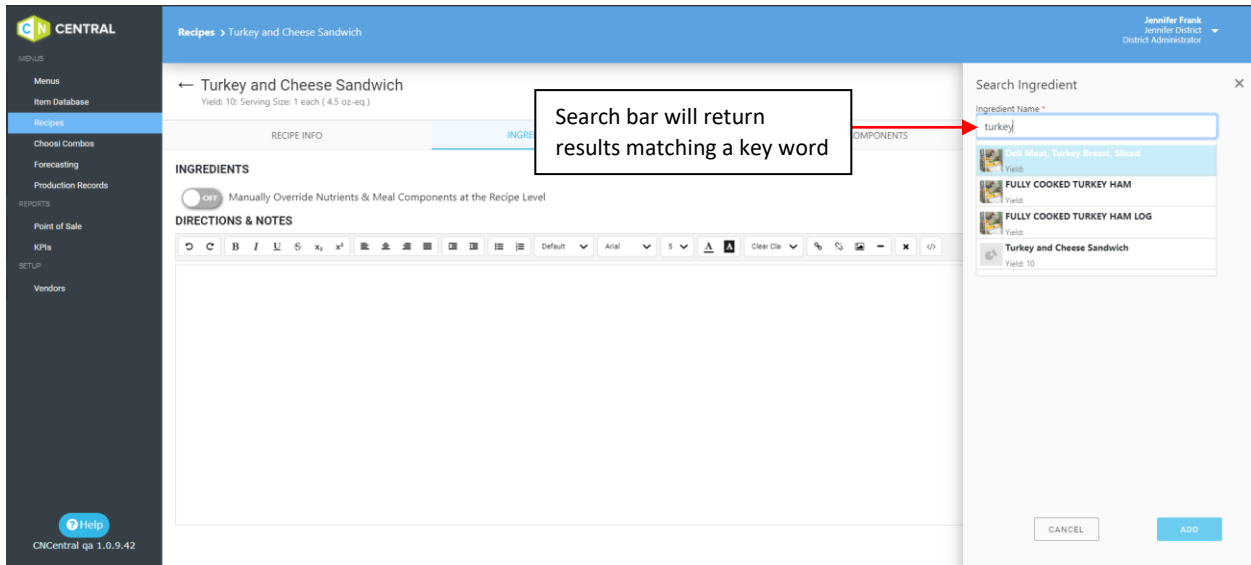 CN CENTRAL
MENUS
Menus
Item Database
Recipes
Choosi Combos
Forecasting
Production Records
REPORTS
Point of Sale
KPIs
SETUP
Vendors
Help
CNCentral qa 1.0.9.42
Recipes > Turkey and Cheese Sandwich
Jennifer Frank
Jennifer District
District Administrator
← Turkey and Cheese Sandwich
Yield: 10: Serving Size: 1 each ( 4.5 oz-eq )
RECIPE INFO
INGRE
OMPONENTS
Search bar will return
results matching a key word
INGREDIENTS
OFF Manually Override Nutrients & Meal Components at the Recipe Level
DIRECTIONS & NOTES
B I U S x₂ x² Default Arial 5 A A Clear Cla </>
Search Ingredient
Ingredient Name *
turkey
Deli Meat, Turkey Breast, Sliced
Yield:
FULLY COOKED TURKEY HAM
Yield:
FULLY COOKED TURKEY HAM LOG
Yield:
Turkey and Cheese Sandwich
Yield: 10
CANCEL
ADD